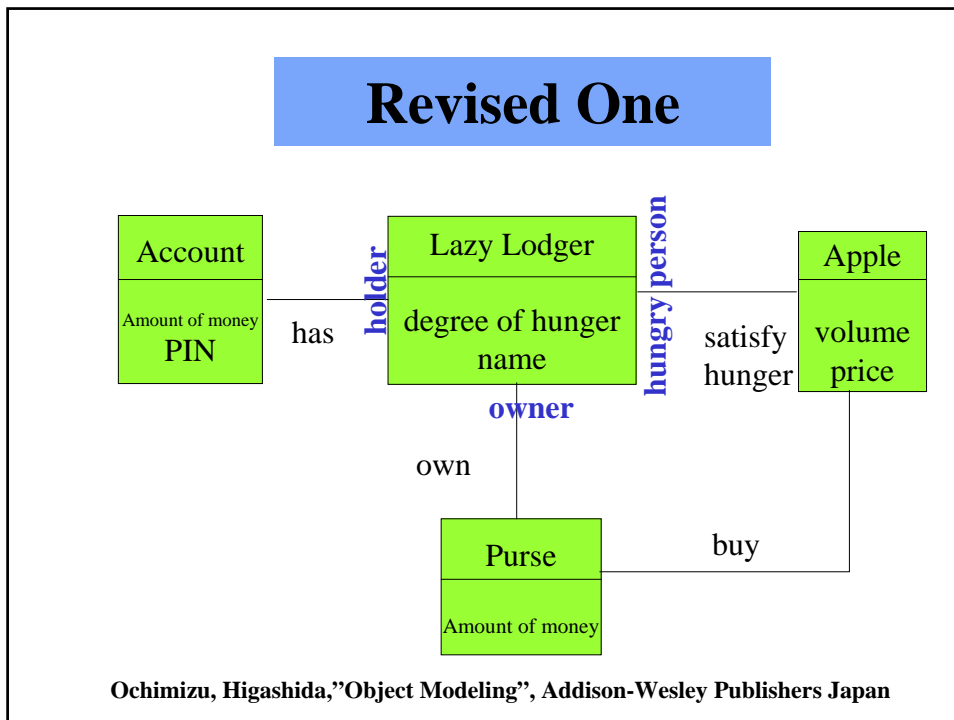 Revised One
Account
Amount of money
PIN
has
holder
Lazy Lodger
degree of hunger
name
owner
hungry person
satisfy
hunger
Apple
volume
price
own
Purse
Amount of money
buy
Ochimizu, Higashida,”Object Modeling”, Addison-Wesley Publishers Japan